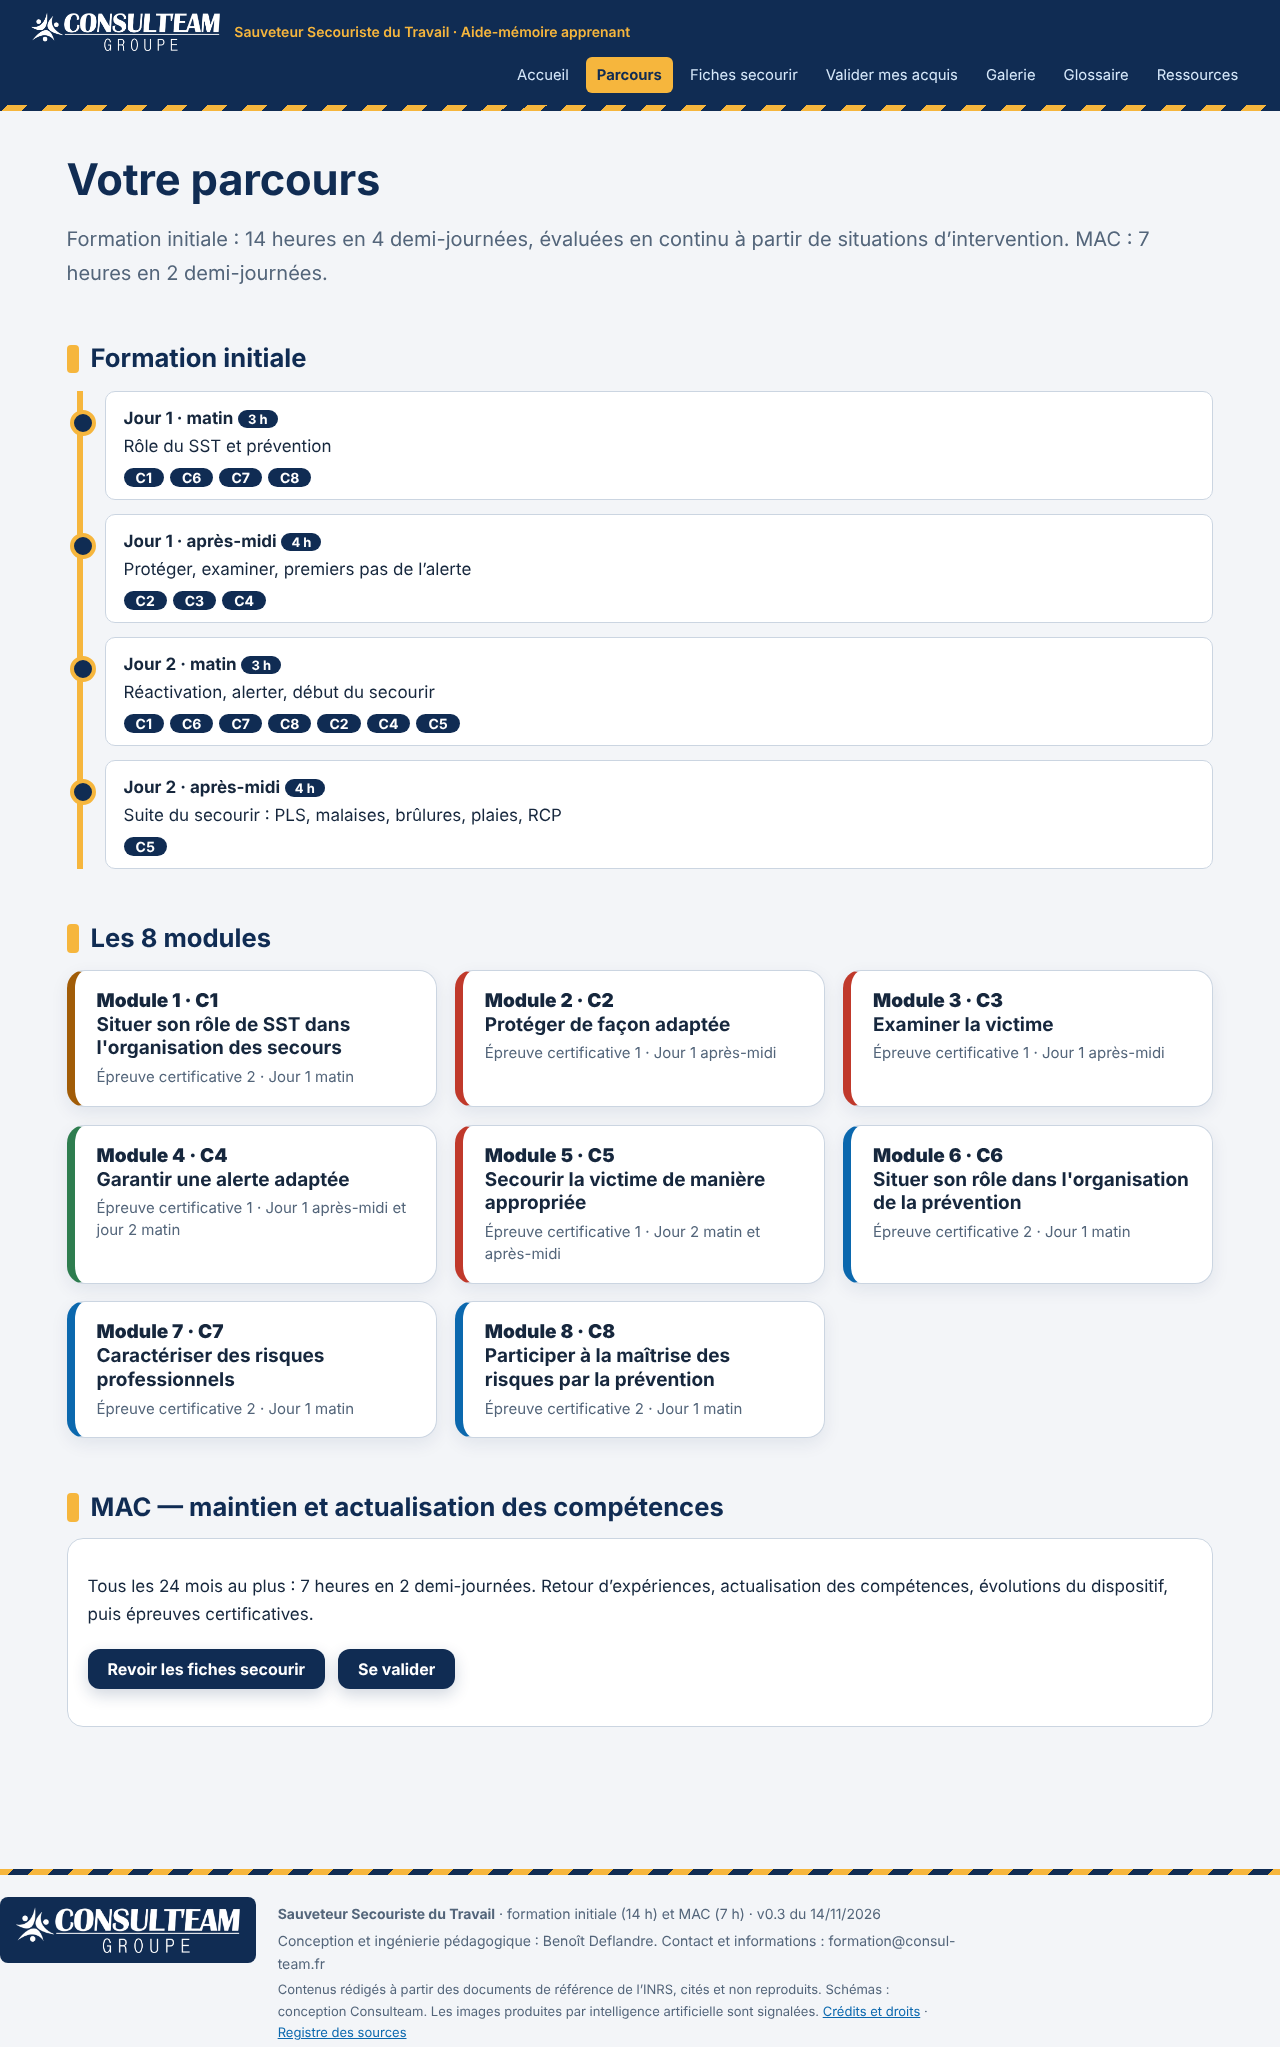 CONSULTEAM
GROUPE
Sauveteur Secouriste du Travail · Aide-mémoire apprenant
Accueil Parcours Fiches secourir Valider mes acquis Galerie Glossaire Ressources
Votre parcours
Formation initiale : 14 heures en 4 demi-journées, évaluées en continu à partir de situations d’intervention. MAC : 7
heures en 2 demi-journées.
Formation initiale
Jour 1 · matin 3 h
Rôle du SST et prévention
C1 C6 C7 C8
Jour 1 · après-midi 4 h
Protéger, examiner, premiers pas de l’alerte
C2 C3 C4
Jour 2 · matin 3 h
Réactivation, alerter, début du secourir
C1 C6 C7 C8 C2 C4 C5
Jour 2 · après-midi 4 h
Suite du secourir : PLS, malaises, brûlures, plaies, RCP
C5
Les 8 modules
Module 1 · C1
Situer son rôle de SST dans
l'organisation des secours
Épreuve certificative 2 · Jour 1 matin
Module 2 · C2
Protéger de façon adaptée
Épreuve certificative 1 · Jour 1 après-midi
Module 3 · C3
Examiner la victime
Épreuve certificative 1 · Jour 1 après-midi
Module 4 · C4
Garantir une alerte adaptée
Épreuve certificative 1 · Jour 1 après-midi et
jour 2 matin
Module 5 · C5
Secourir la victime de manière
appropriée
Épreuve certificative 1 · Jour 2 matin et
après-midi
Module 6 · C6
Situer son rôle dans l'organisation
de la prévention
Épreuve certificative 2 · Jour 1 matin
Module 7 · C7
Caractériser des risques
professionnels
Épreuve certificative 2 · Jour 1 matin
Module 8 · C8
Participer à la maîtrise des
risques par la prévention
Épreuve certificative 2 · Jour 1 matin
MAC — maintien et actualisation des compétences
Tous les 24 mois au plus : 7 heures en 2 demi-journées. Retour d’expériences, actualisation des compétences, évolutions du dispositif,
puis épreuves certificatives.
Revoir les fiches secourir Se valider
CONSULTEAM
GROUPE
Sauveteur Secouriste du Travail · formation initiale (14 h) et MAC (7 h) · v0.3 du 14/11/2026
Conception et ingénierie pédagogique : Benoît Deflandre. Contact et informations : formation@consul-
team.fr
Contenus rédigés à partir des documents de référence de l’INRS, cités et non reproduits. Schémas :
conception Consulteam. Les images produites par intelligence artificielle sont signalées. Crédits et droits ·
Registre des sources